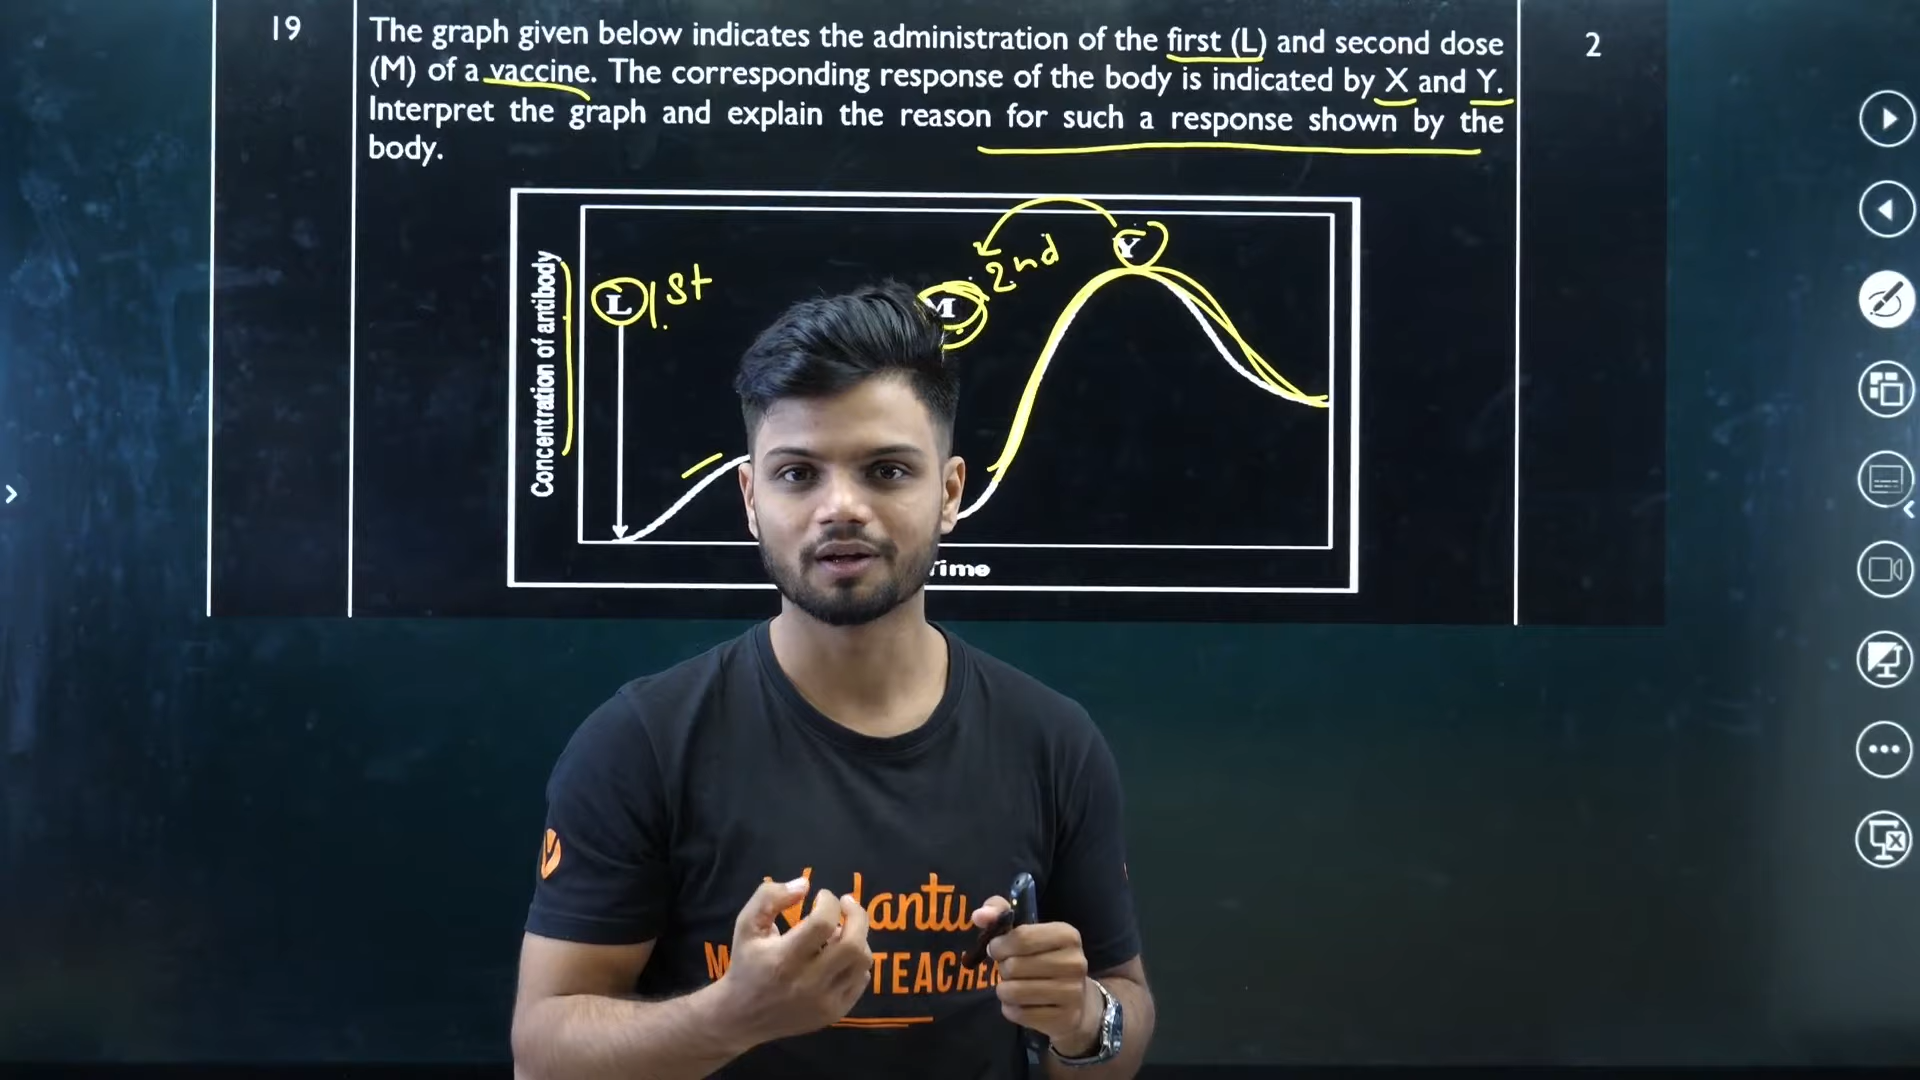 19
The graph given below indicates the administration of the first (L) and second dose
(M) of a vaccine. The corresponding response of the body is indicated by X and Y.
Interpret the graph and explain the reason for such a response shown by the
body.
2
Concentration of antibody
L
1st
M
2nd
Y
Time
Vedantu
TEACHER